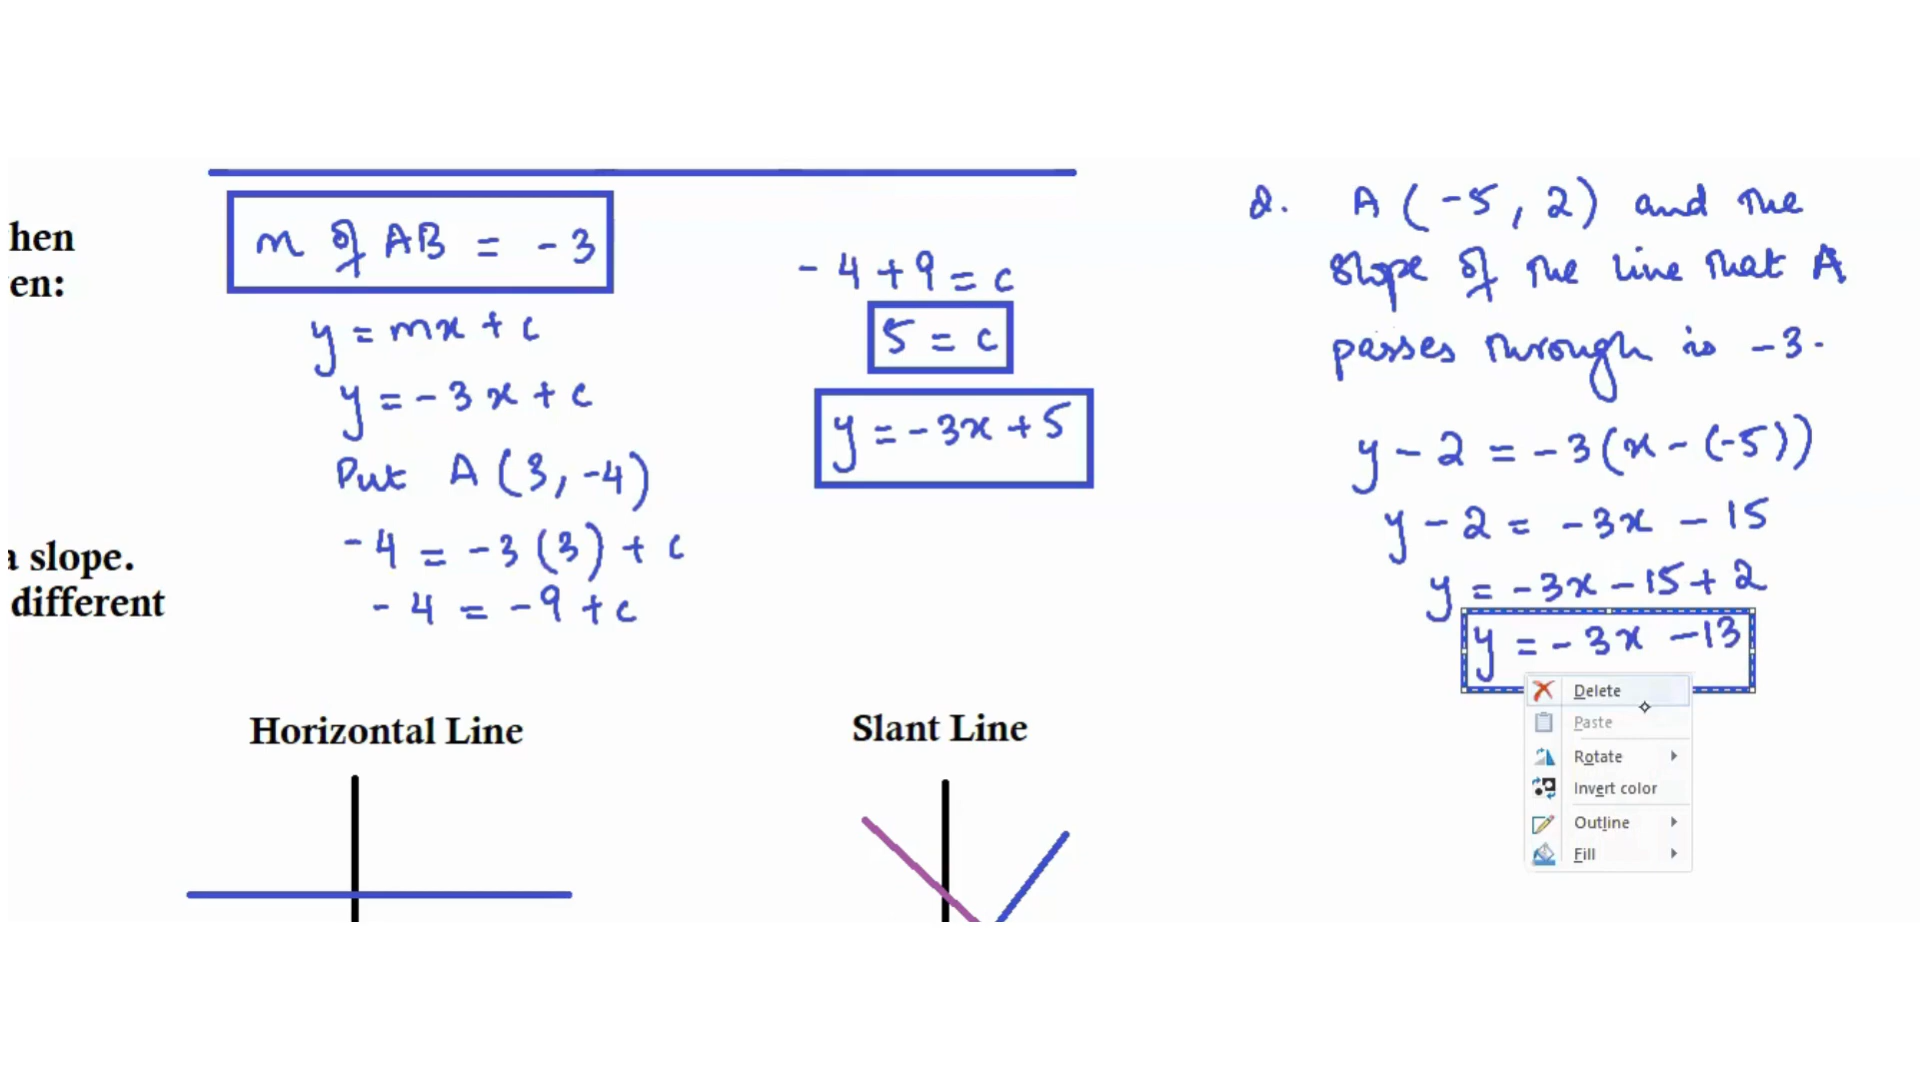 hen
en:
a slope.
different
m of AB = -3
y = mx + c
y = -3x + c
Put A (3, -4)
-4 = -3(3) + c
-4 = -9 + c
-4 + 9 = c
5 = c
y = -3x + 5
Horizontal Line
Slant Line
2. A (-5, 2) and the
slope of the line that A
passes through is -3.
y - 2 = -3(x - (-5))
y - 2 = -3x - 15
y = -3x - 15 + 2
y = -3x - 13
Delete
Paste
Rotate
Invert color
Outline
Fill